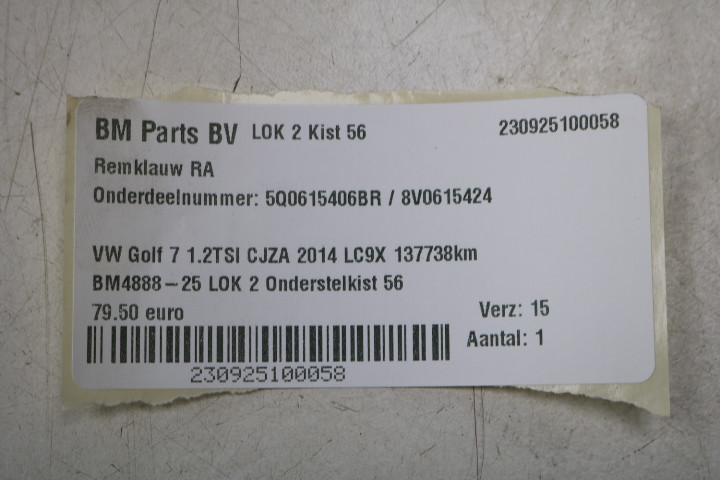 BM Parts BV LOK 2 Kist 56 230925100058
Remklauw RA
Onderdeelnummer: 5Q0615406BR / 8V0615424
VW Golf 7 1.2TSI CJZA 2014 LC9X 137738km
BM4888-25 LOK 2 Onderstelkist 56
79.50 euro Verz: 15
Aantal: 1
230925100058